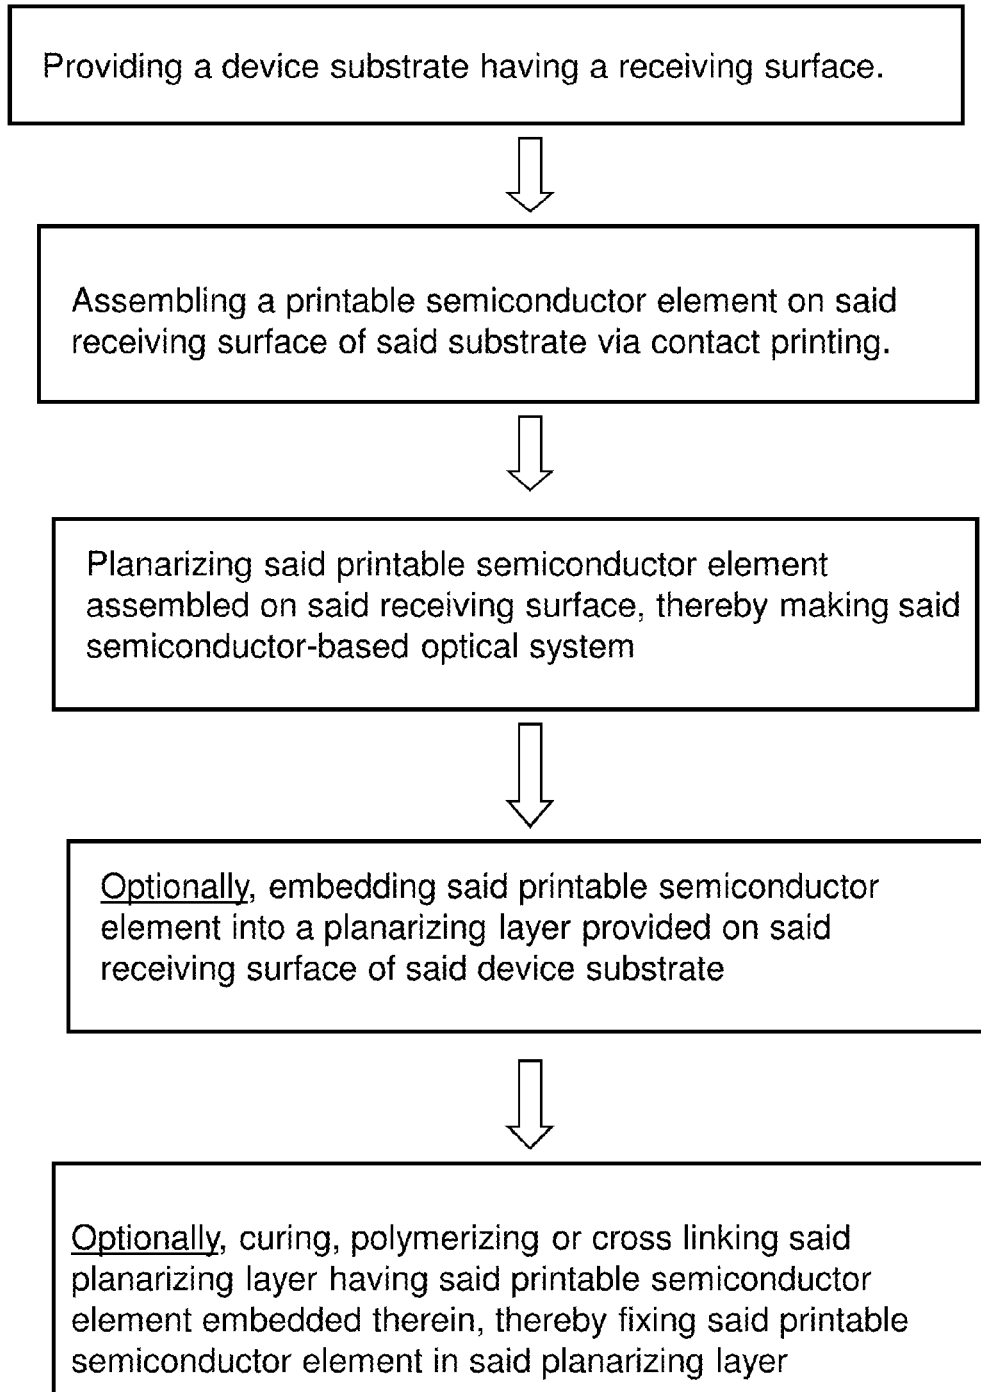 Providing a device substrate having a receiving surface.
Assembling a printable semiconductor element on said
receiving surface of said substrate via contact printing.
Planarizing said printable semiconductor element
assembled on said receiving surface, thereby making said
semiconductor-based optical system
Optionally, embedding said printable semiconductor
element into a planarizing layer provided on said
receiving surface of said device substrate
Optionally, curing, polymerizing or cross linking said
planarizing layer having said printable semiconductor
element embedded therein, thereby fixing said printable
semiconductor element in said planarizing layer